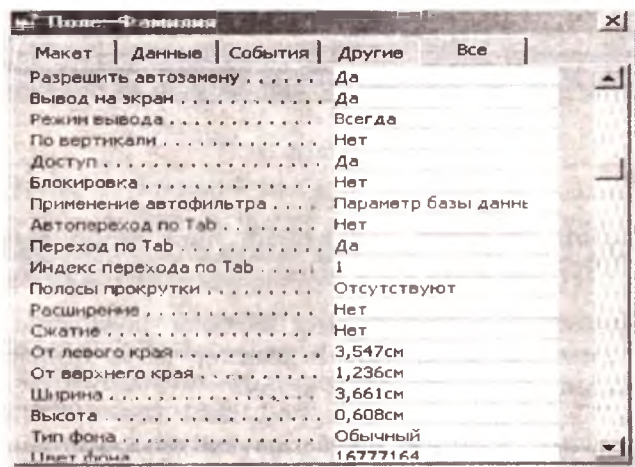 Поле: Фамилия
Макет Данные События Другие Все
Разрешить автозамену . . . . . . Да
Вывод на экран . . . . . . . . . . . . Да
Режим вывода . . . . . . . . . . . . . Всегда
По вертикали . . . . . . . . . . . . . Нет
Доступ . . . . . . . . . . . . . . . . . . Да
Блокировка . . . . . . . . . . . . . . Нет
Применение автофильтра . . . . Параметр базы даннь
Автопереход по Tab . . . . . . . . Нет
Переход по Tab . . . . . . . . . . . . Да
Индекс перехода по Tab . . . . . 1
Полосы прокрутки . . . . . . . . . Отсутствуют
Расширение . . . . . . . . . . . . . . Нет
Сжатие . . . . . . . . . . . . . . . . . . Нет
От левого края . . . . . . . . . . . . 3,547см
От верхнего края . . . . . . . . . . 1,236см
Ширина . . . . . . . . . . . . . . . . . 3,661см
Высота . . . . . . . . . . . . . . . . . . 0,608см
Тип фона . . . . . . . . . . . . . . . . Обычный
Цвет фона 16777164